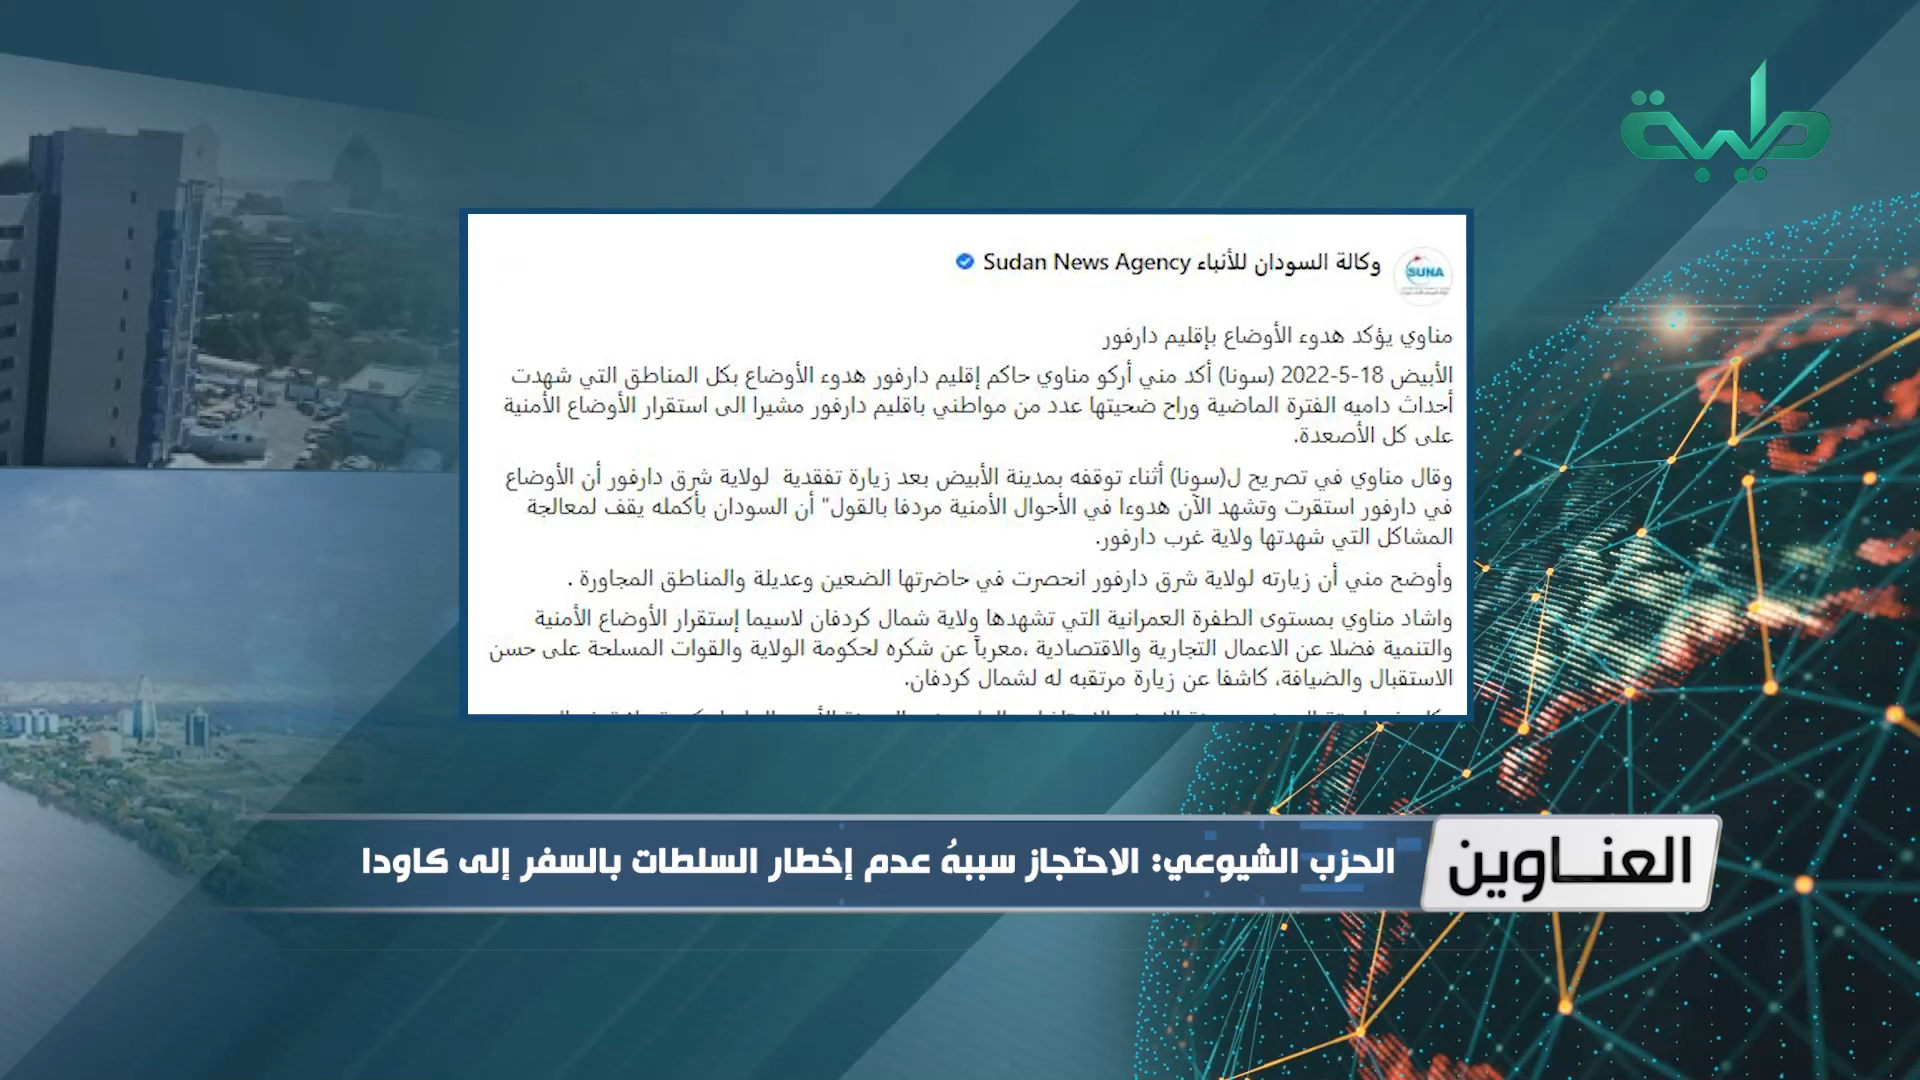 طيبة
وكالة السودان للأنباء Sudan News Agency
SUNA
مناوي يؤكد هدوء الأوضاع بإقليم دارفور
الأبيض 18-5-2022 (سونا) أكد مني أركو مناوي حاكم إقليم دارفور هدوء الأوضاع بكل المناطق التي شهدت
أحداث داميه الفترة الماضية وراح ضحيتها عدد من مواطني باقليم دارفور مشيرا الى استقرار الأوضاع الأمنية
على كل الأصعدة.
وقال مناوي في تصريح ل(سونا) أثناء توقفه بمدينة الأبيض بعد زيارة تفقدية لولاية شرق دارفور أن الأوضاع
في دارفور استقرت وتشهد الآن هدوءا في الأحوال الأمنية مردفا بالقول" أن السودان بأكمله يقف لمعالجة
المشاكل التي شهدتها ولاية غرب دارفور.
وأوضح مني أن زيارته لولاية شرق دارفور انحصرت في حاضرتها الضعين وعديلة والمناطق المجاورة .
واشاد مناوي بمستوى الطفرة العمرانية التي تشهدها ولاية شمال كردفان لاسيما إستقرار الأوضاع الأمنية
والتنمية فضلا عن الاعمال التجارية والاقتصادية ،معرباً عن شكره لحكومة الولاية والقوات المسلحة على حسن
الاستقبال والضيافة، كاشفا عن زيارة مرتقبه له لشمال كردفان.
العناوين
الحزب الشيوعي: الاحتجاز سببهُ عدم إخطار السلطات بالسفر إلى كاودا